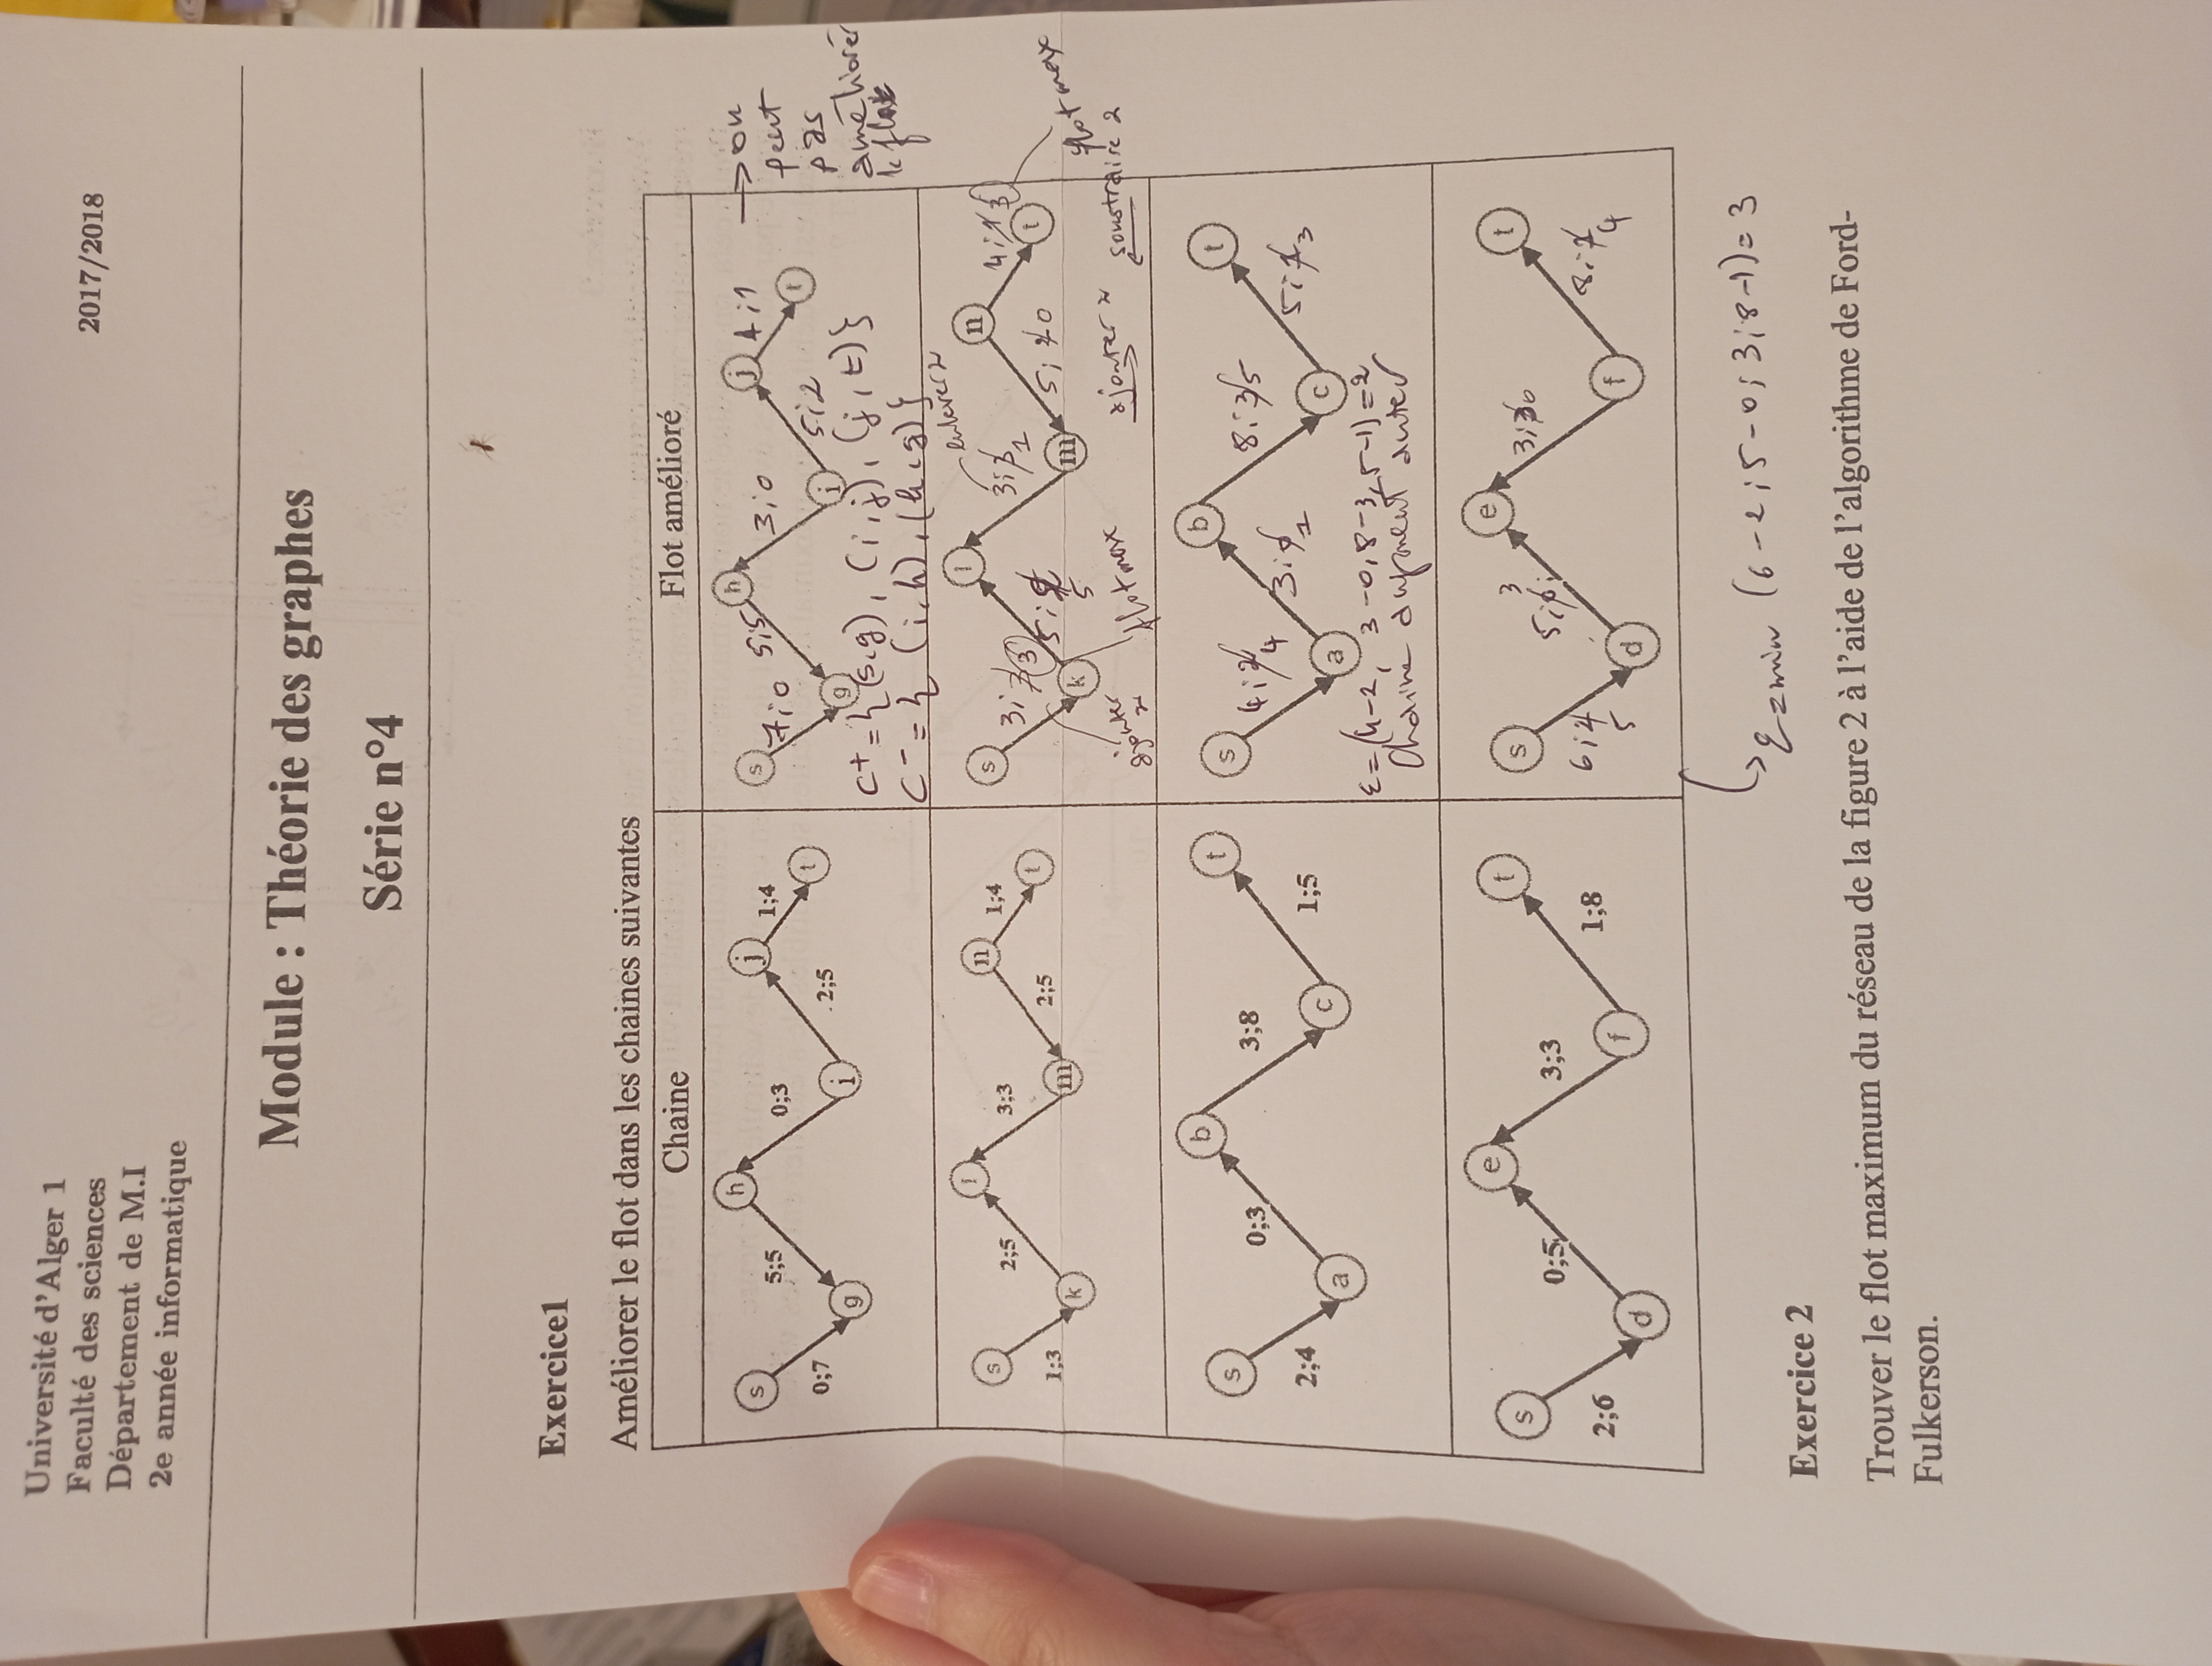 Université d'Alger 1
Faculté des sciences
Département de M.I
2e année informatique
2017/2018
Module : Théorie des graphes
Série n°4
Exercice1
Améliorer le flot dans les chaines suivantes
Chaine
Flot amélioré
s
0;7
g
5;5
h
0;3
i
2;5
j
1;4
t
s
7;0
g
5;5
h
3;0
i
5;2
j
4;1
t
→ on
peut
pas
améliorer
le flot
C+ = { (s,g), (i,j), (j,t) }
C- = { (i,h), (h,g) }
s
1;3
k
2;5
l
3;3
m
2;5
n
1;4
t
s
3;
3
k
5;
5
l
enlever 2
3;3 1
m
5;2 0
n
4;1 3
t
ajouter
2
flot max
ajouter 2
soustraire 2
flot max
s
2;4
a
0;3
b
3;8
c
1;5
t
s
4;2 4
a
3;0 1
b
8;3 5
c
5;1 3
t
ε = (4-2, 3-0, 8-3, 5-1) = 2
Chaine augment
s
2;6
d
0;5
e
3;3
f
1;8
t
s
6;
5
d
3
5;0
e
3;3 0
f
8;1 4
t
ε = min (6-2; 5-0; 3; 8-1) = 3
Exercice 2
Trouver le flot maximum du réseau de la figure 2 à l'aide de l'algorithme de Ford-
Fulkerson.